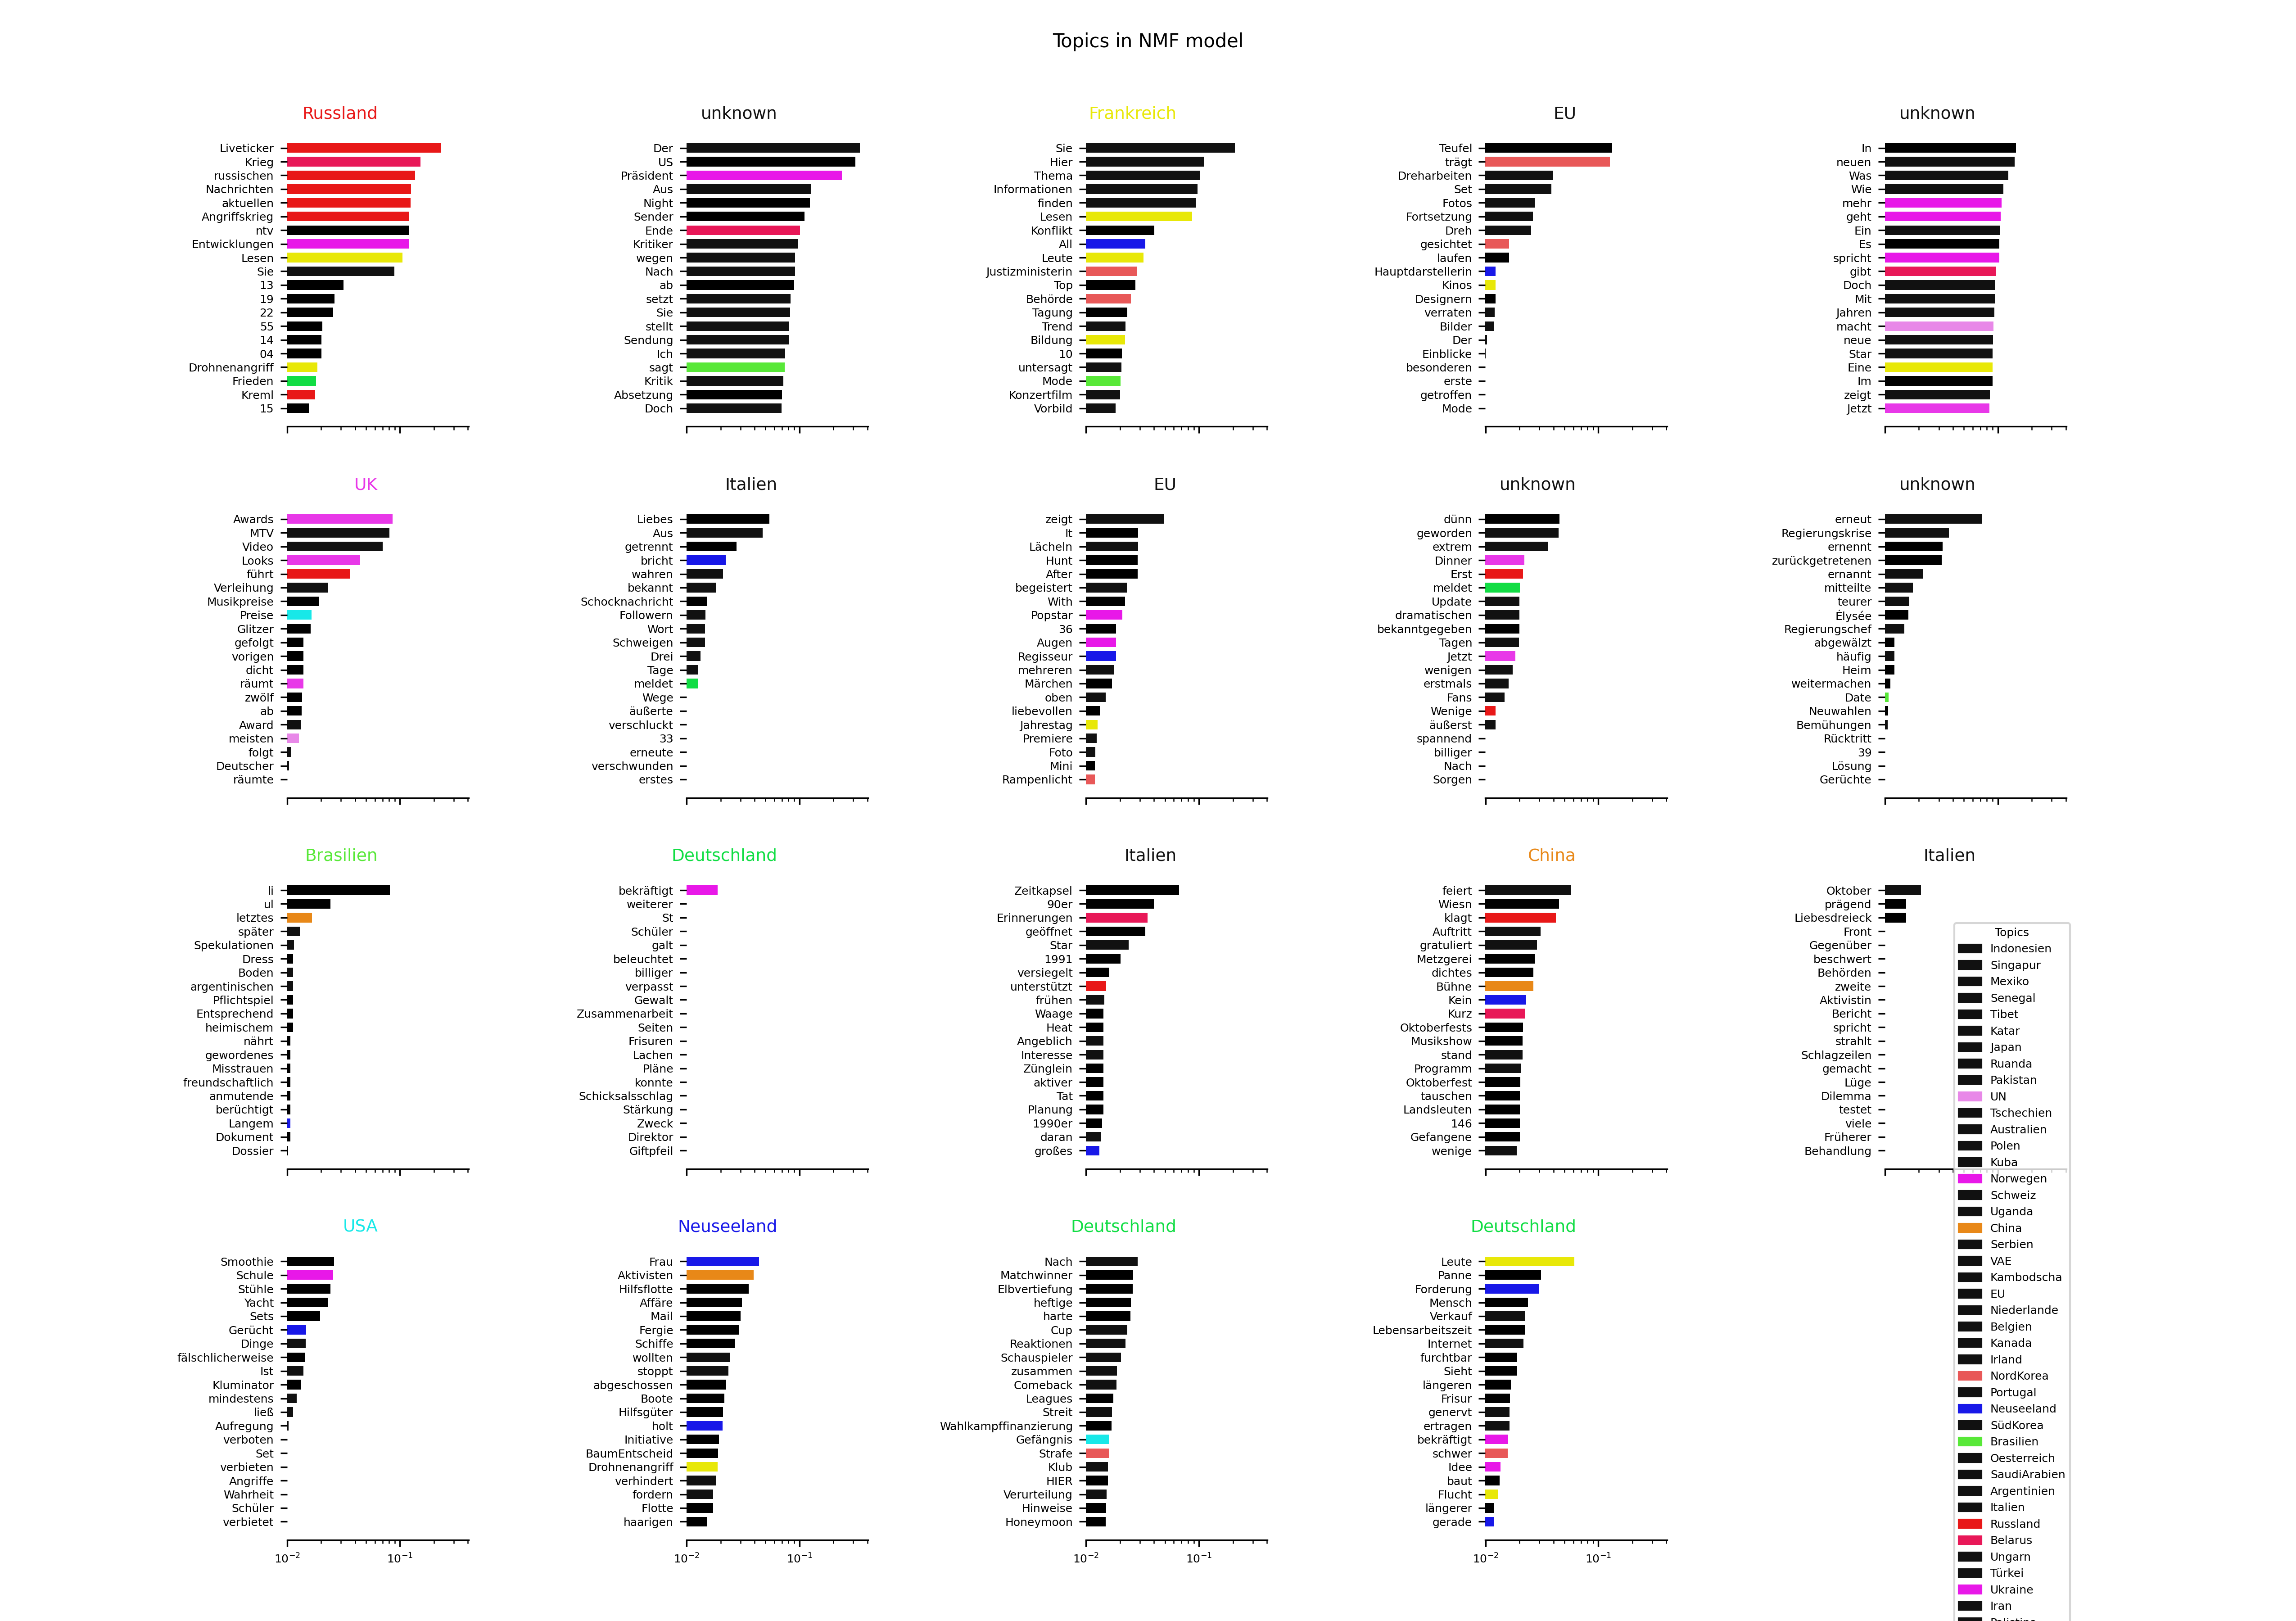 Topics in NMF model
Russland
Liveticker
Krieg
russischen
Nachrichten
aktuellen
Angriffskrieg
ntv
Entwicklungen
Lesen
Sie
13
19
22
55
14
04
Drohnenangriff
Frieden
Kreml
15
unknown
Der
US
Präsident
Aus
Night
Sender
Ende
Kritiker
wegen
Nach
ab
setzt
Sie
stellt
Sendung
Ich
sagt
Kritik
Absetzung
Doch
Frankreich
Sie
Hier
Thema
Informationen
finden
Lesen
Konflikt
All
Leute
Justizministerin
Top
Behörde
Tagung
Trend
Bildung
10
untersagt
Mode
Konzertfilm
Vorbild
EU
Teufel
trägt
Dreharbeiten
Set
Fotos
Fortsetzung
Dreh
gesichtet
laufen
Hauptdarstellerin
Kinos
Designern
verraten
Bilder
Der
Einblicke
besonderen
erste
getroffen
Mode
unknown
In
neuen
Was
Wie
mehr
geht
Ein
Es
spricht
gibt
Doch
Mit
Jahren
macht
neue
Star
Eine
Im
zeigt
Jetzt
UK
Awards
MTV
Video
Looks
führt
Verleihung
Musikpreise
Preise
Glitzer
gefolgt
vorigen
dicht
räumt
zwölf
ab
Award
meisten
folgt
Deutscher
räumte
Italien
Liebes
Aus
getrennt
bricht
wahren
bekannt
Schocknachricht
Followern
Wort
Schweigen
Drei
Tage
meldet
Wege
äußerte
verschluckt
33
erneute
verschwunden
erstes
EU
zeigt
It
Lächeln
Hunt
After
begeistert
With
Popstar
36
Augen
Regisseur
mehreren
Märchen
oben
liebevollen
Jahrestag
Premiere
Foto
Mini
Rampenlicht
unknown
dünn
geworden
extrem
Dinner
Erst
meldet
Update
dramatischen
bekanntgegeben
Tagen
Jetzt
wenigen
erstmals
Fans
Wenige
äußerst
spannend
billiger
Nach
Sorgen
unknown
erneut
Regierungskrise
ernennt
zurückgetretenen
ernannt
mitteilte
teurer
Élysée
Regierungschef
abgewälzt
häufig
Heim
weitermachen
Date
Neuwahlen
Bemühungen
Rücktritt
39
Lösung
Gerüchte
Brasilien
li
ul
letztes
später
Spekulationen
Dress
Boden
argentinischen
Pflichtspiel
Entsprechend
heimischem
nährt
gewordenes
Misstrauen
freundschaftlich
anmutende
berüchtigt
Langem
Dokument
Dossier
Deutschland
bekräftigt
weiterer
St
Schüler
galt
beleuchtet
billiger
verpasst
Gewalt
Zusammenarbeit
Seiten
Frisuren
Lachen
Pläne
konnte
Schicksalsschlag
Stärkung
Zweck
Direktor
Giftpfeil
Italien
Zeitkapsel
90er
Erinnerungen
geöffnet
Star
1991
versiegelt
unterstützt
frühen
Waage
Heat
Angeblich
Interesse
Zünglein
aktiver
Tat
Planung
1990er
daran
großes
China
feiert
Wiesn
klagt
Auftritt
gratuliert
Metzgerei
dichtes
Bühne
Kein
Kurz
Oktoberfests
Musikshow
stand
Programm
Oktoberfest
tauschen
Landsleuten
146
Gefangene
wenige
Italien
Oktober
prägend
Liebesdreieck
Front
Gegenüber
beschwert
Behörden
zweite
Aktivistin
Bericht
spricht
strahlt
Schlagzeilen
gemacht
Lüge
Dilemma
testet
viele
Früherer
Behandlung
USA
Smoothie
Schule
Stühle
Yacht
Sets
Gerücht
Dinge
fälschlicherweise
Ist
Kluminator
mindestens
ließ
Aufregung
verboten
Set
verbieten
Angriffe
Wahrheit
Schüler
verbietet
10⁻² 10⁻¹
Neuseeland
Frau
Aktivisten
Hilfsflotte
Affäre
Mail
Fergie
Schiffe
wollten
stoppt
abgeschossen
Boote
Hilfsgüter
holt
Initiative
BaumEntscheid
Drohnenangriff
verhindert
fordern
Flotte
haarigen
10⁻² 10⁻¹
Deutschland
Nach
Matchwinner
Elbvertiefung
heftige
harte
Cup
Reaktionen
Schauspieler
zusammen
Comeback
Leagues
Streit
Wahlkampffinanzierung
Gefängnis
Strafe
Klub
HIER
Verurteilung
Hinweise
Honeymoon
10⁻² 10⁻¹
Deutschland
Leute
Panne
Forderung
Mensch
Verkauf
Lebensarbeitszeit
Internet
furchtbar
Sieht
längeren
Frisur
genervt
ertragen
bekräftigt
schwer
Idee
baut
Flucht
längerer
gerade
10⁻² 10⁻¹
Topics
Indonesien
Singapur
Mexiko
Senegal
Tibet
Katar
Japan
Ruanda
Pakistan
UN
Tschechien
Australien
Polen
Kuba
Norwegen
Schweiz
Uganda
China
Serbien
VAE
Kambodscha
EU
Niederlande
Belgien
Kanada
Irland
NordKorea
Portugal
Neuseeland
SüdKorea
Brasilien
Oesterreich
SaudiArabien
Argentinien
Italien
Russland
Belarus
Ungarn
Türkei
Ukraine
Iran